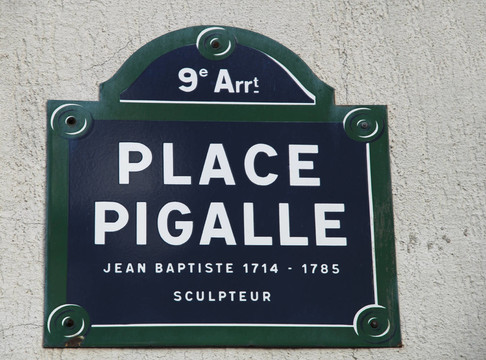 9e Arrt
PLACE
PIGALLE
JEAN BAPTISTE 1714 - 1785
SCULPTEUR